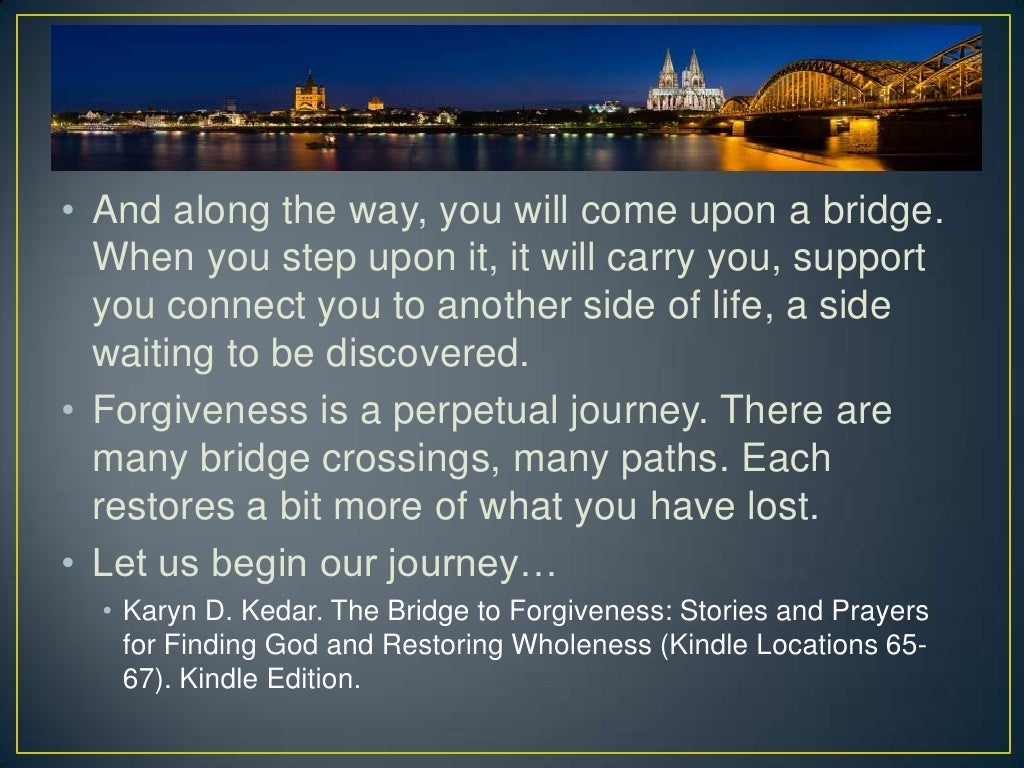 • And along the way, you will come upon a bridge.
When you step upon it, it will carry you, support
you connect you to another side of life, a side
waiting to be discovered.
• Forgiveness is a perpetual journey. There are
many bridge crossings, many paths. Each
restores a bit more of what you have lost.
• Let us begin our journey…
• Karyn D. Kedar. The Bridge to Forgiveness: Stories and Prayers
for Finding God and Restoring Wholeness (Kindle Locations 65-
67). Kindle Edition.